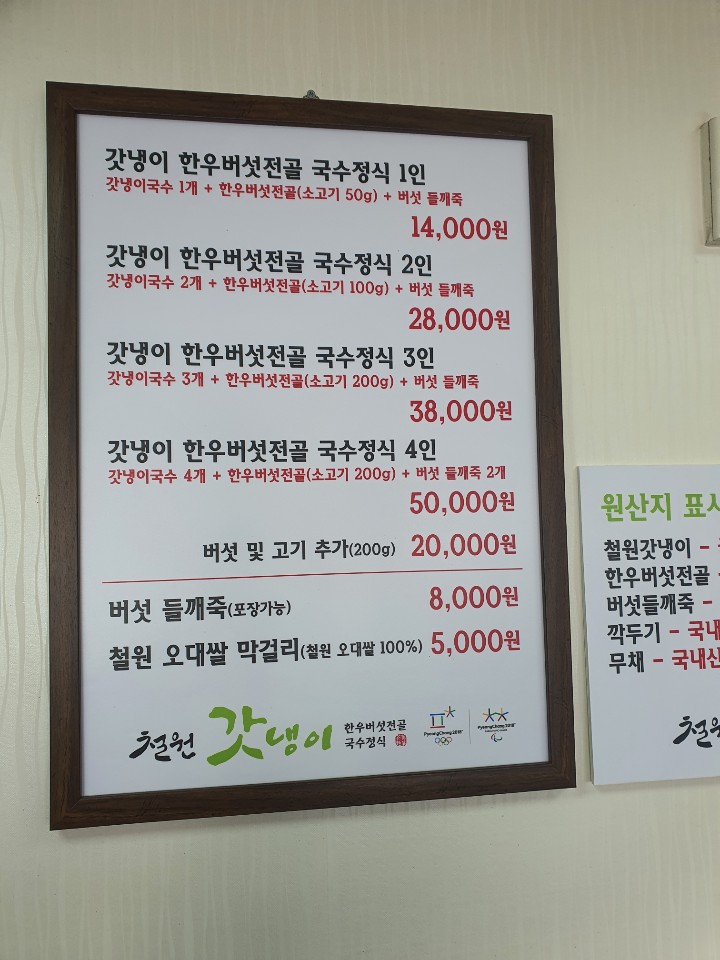 갓냉이 한우버섯전골 국수정식 1인
갓냉이국수 1개 + 한우버섯전골(소고기 50g) + 버섯 들깨죽
14,000원
갓냉이 한우버섯전골 국수정식 2인
갓냉이국수 2개 + 한우버섯전골(소고기 100g) + 버섯 들깨죽
28,000원
갓냉이 한우버섯전골 국수정식 3인
갓냉이국수 3개 + 한우버섯전골(소고기 200g) + 버섯 들깨죽
38,000원
갓냉이 한우버섯전골 국수정식 4인
갓냉이국수 4개 + 한우버섯전골(소고기 200g) + 버섯 들깨죽 2개
50,000원
버섯 및 고기 추가(200g) 20,000원
버섯 들깨죽(포장가능) 8,000원
철원 오대쌀 막걸리(철원 오대쌀 100%) 5,000원
철원 갓냉이 한우버섯전골
국수정식
PyeongChang 2018 PyeongChang 2018
원산지 표시
철원갓냉이 -
한우버섯전골 -
버섯들깨죽 -
깍두기 - 국내
무채 - 국내산
철원